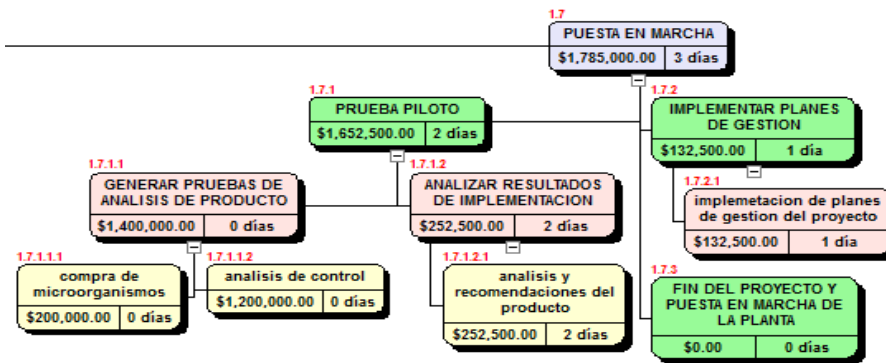 1.7
PUESTA EN MARCHA
$1,785,000.00 3 días
1.7.1
PRUEBA PILOTO
$1,652,500.00 2 días
1.7.2
IMPLEMENTAR PLANES
DE GESTION
$132,500.00 1 día
1.7.1.1
GENERAR PRUEBAS DE
ANALISIS DE PRODUCTO
$1,400,000.00 0 días
1.7.1.2
ANALIZAR RESULTADOS
DE IMPLEMENTACION
$252,500.00 2 días
1.7.2.1
implemetacion de planes
de gestion del proyecto
$132,500.00 1 día
1.7.1.1.1
compra de
microorganismos
$200,000.00 0 días
1.7.1.1.2
analisis de control
$1,200,000.00 0 días
1.7.1.2.1
analisis y
recomendaciones del
producto
$252,500.00 2 días
1.7.3
FIN DEL PROYECTO Y
PUESTA EN MARCHA DE
LA PLANTA
$0.00 0 días